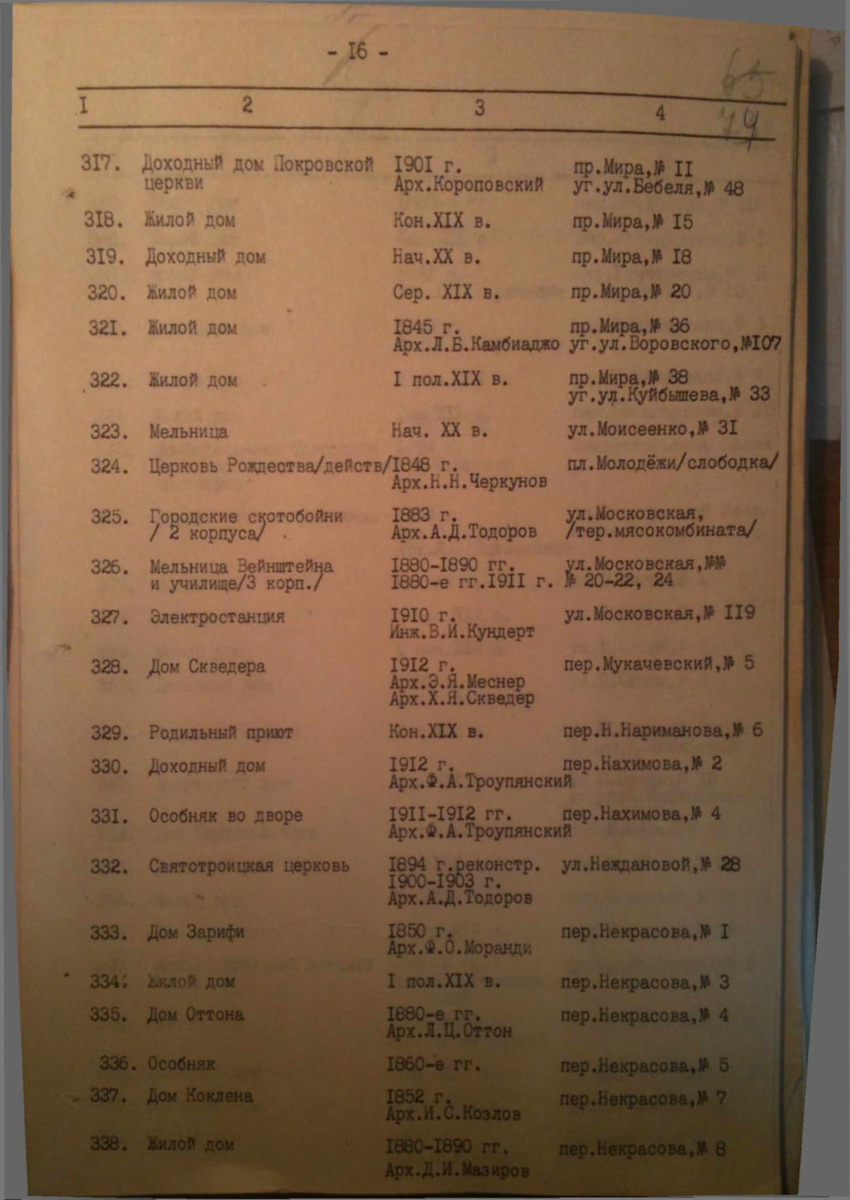 - 16 -
65
79
I 2 3 4
317. Доходный дом Покровской I90I г. пр.Мира,№ II
церкви Арх.Короповский уг.ул.Бебеля,№ 48
318. Жилой дом Кон.XIX в. пр.Мира,№ I5
319. Доходный дом Нач.XX в. пр.Мира,№ I8
320. Жилой дом Сер. XIX в. пр.Мира,№ 20
32I. Жилой дом I845 г. пр.Мира,№ 36
Арх.Л.Б.Камбиаджо уг.ул.Воровского,№I07
322. Жилой дом I пол.XIX в. пр.Мира,№ 38
уг.ул.Куйбышева,№ 33
323. Мельница Нач. XX в. ул.Моисеенко,№ 3I
324. Церковь Рождества/действ/I848 г. пл.Молодёжи/слободка/
Арх.Н.Н.Черкунов
325. Городские скотобойни I883 г. ул.Московская,
/ 2 корпуса/ Арх.А.Д.Тодоров /тер.мясокомбината/
326. Мельница Вейнштейна I880-I890 гг. ул.Московская,№№
и училище/3 корп./ I880-е гг.I9II г. № 20-22, 24
327. Электростанция I9I0 г. ул.Московская,№ II9
Инж.В.И.Кундерт
328. Дом Скведера I9I2 г. пер.Мукачевский,№ 5
Арх.Э.Я.Меснер
Арх.Х.Я.Скведер
329. Родильный приют Кон.XIX в. пер.Н.Нариманова,№ 6
330. Доходный дом I9I2 г. пер.Нахимова,№ 2
Арх.Ф.А.Троупянский
33I. Особняк во дворе I9II-I9I2 гг. пер.Нахимова,№ 4
Арх.Ф.А.Троупянский
332. Святотроицкая церковь I894 г.реконстр. ул.Неждановой,№ 28
I900-I903 г.
Арх.А.Д.Тодоров
333. Дом Зарифи I850 г. пер.Некрасова,№ I
Арх.Ф.О.Моранди
334. Жилой дом I пол.XIX в. пер.Некрасова,№ 3
335. Дом Оттона I880-е гг. пер.Некрасова,№ 4
Арх.Л.Ц.Оттон
336. Особняк I860-е гг. пер.Некрасова,№ 5
337. Дом Коклена I852 г. пер.Некрасова,№ 7
Арх.И.С.Козлов
338. Жилой дом I880-I890 гг. пер.Некрасова,№ 8
Арх.Д.И.Мазиров